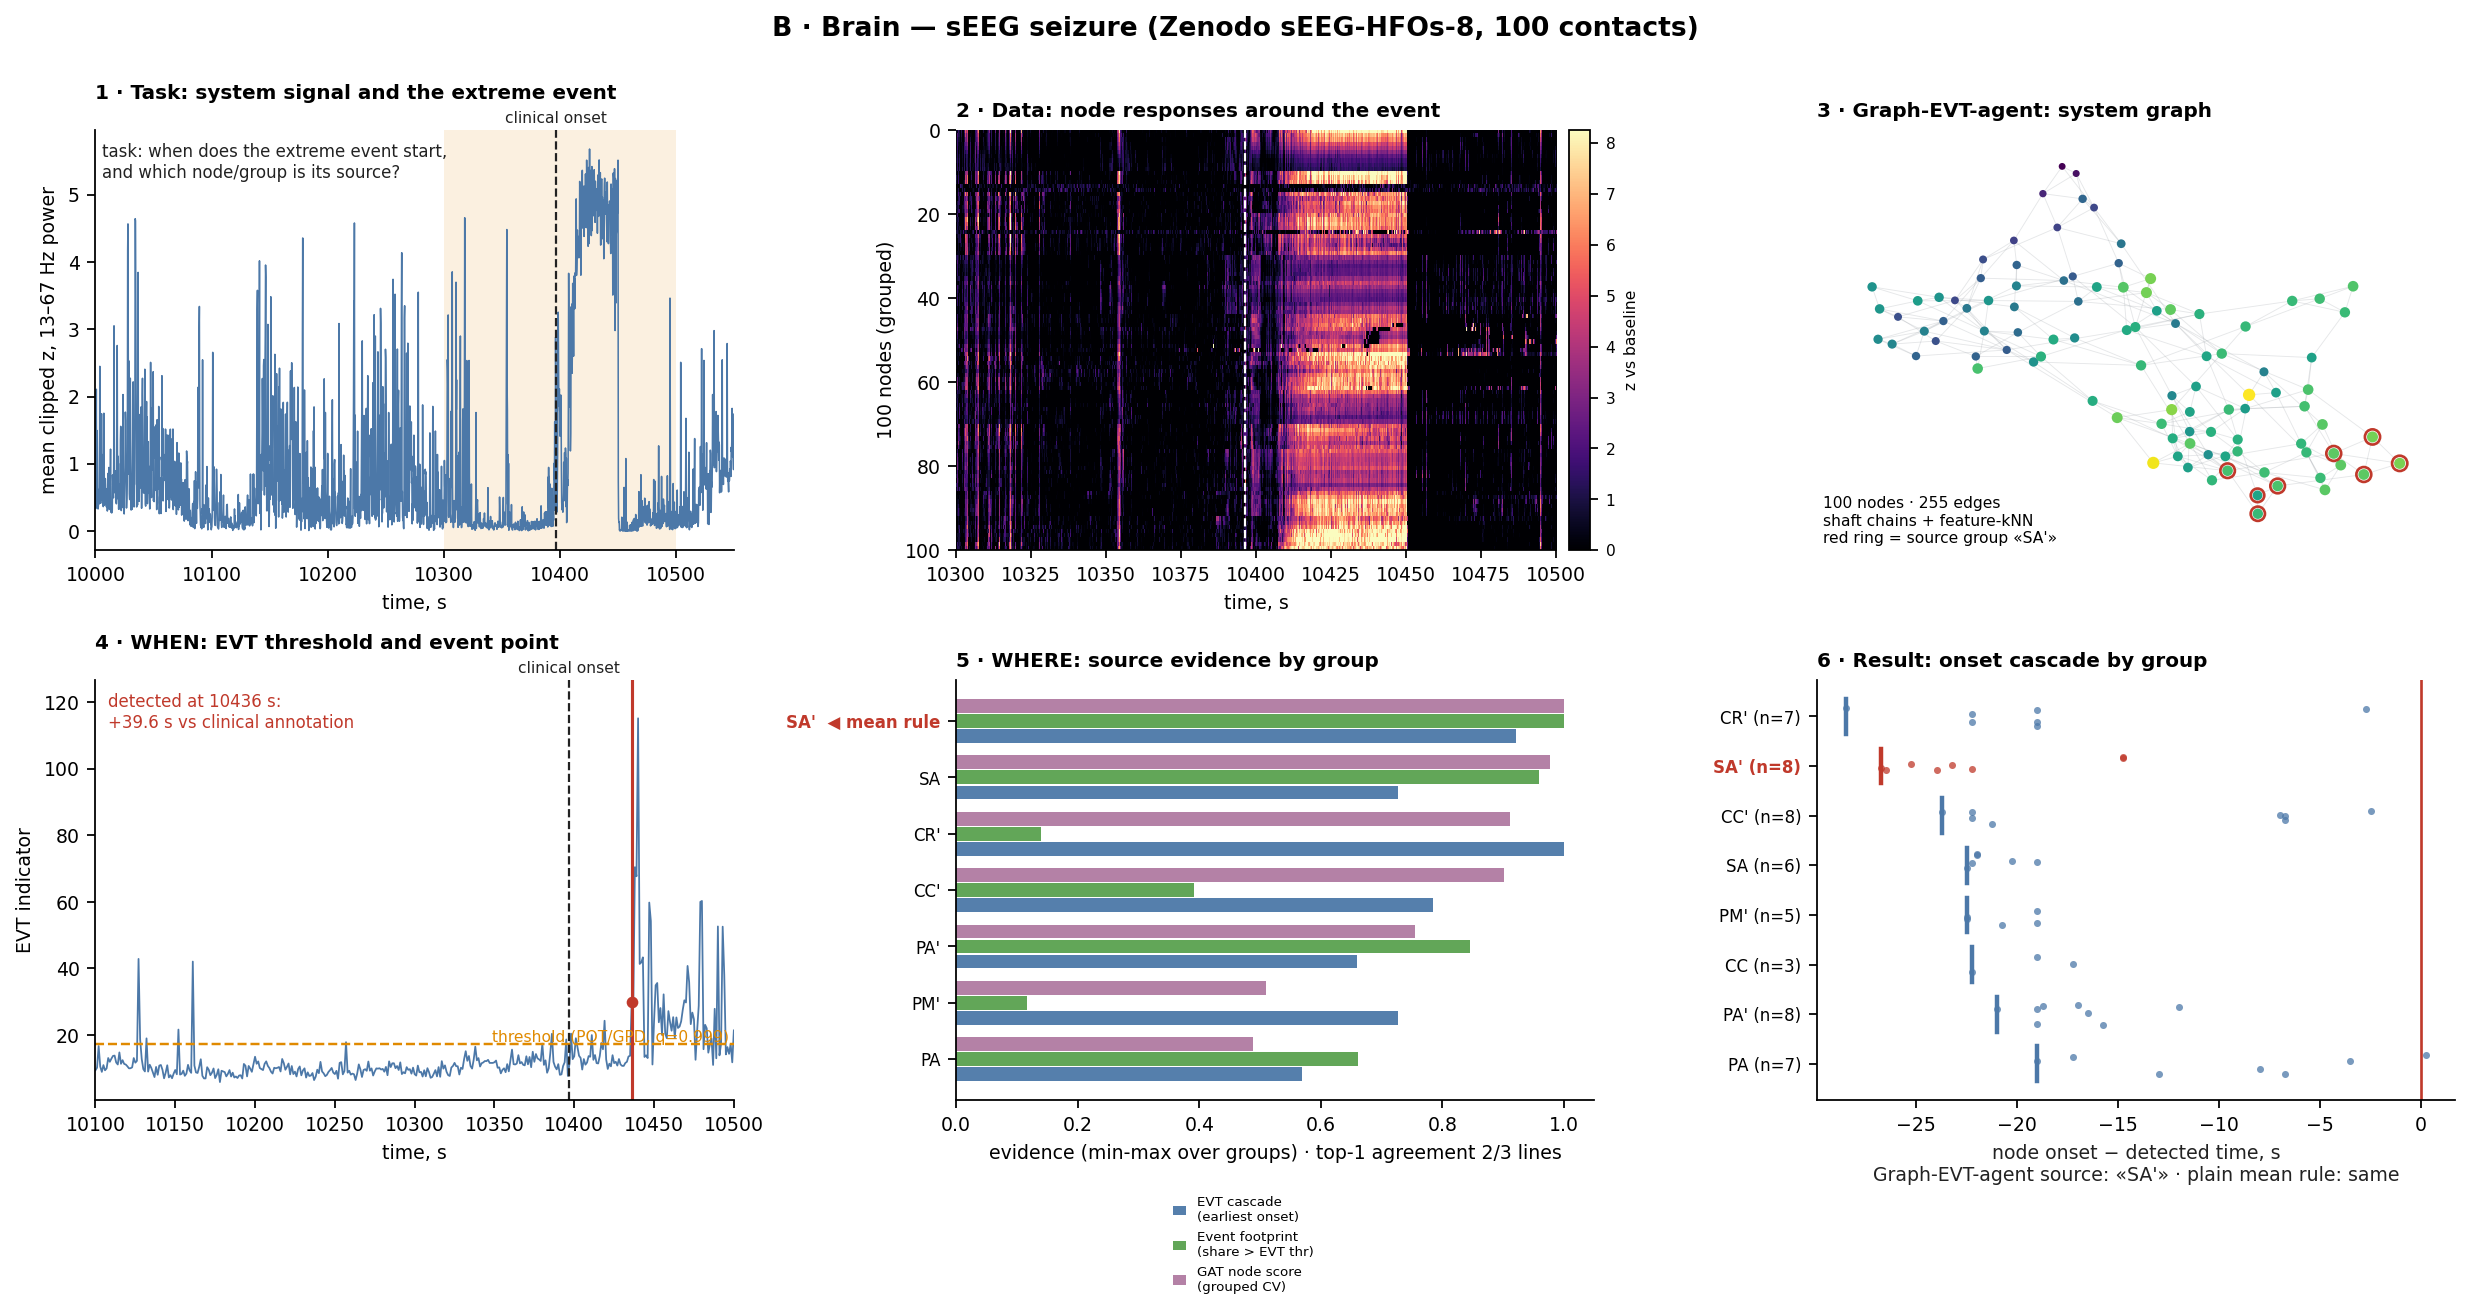 B · Brain — sEEG seizure (Zenodo sEEG-HFOs-8, 100 contacts)
1 · Task: system signal and the extreme event
clinical onset
task: when does the extreme event start,
and which node/group is its source?
mean clipped z, 13–67 Hz power
5
4
3
2
1
0
10000 10100 10200 10300 10400 10500
time, s
2 · Data: node responses around the event
100 nodes (grouped)
0
20
40
60
80
100
10300 10325 10350 10375 10400 10425 10450 10475 10500
time, s
8
7
6
5
4
3
2
1
0
z vs baseline
3 · Graph-EVT-agent: system graph
100 nodes · 255 edges
shaft chains + feature-kNN
red ring = source group «SA'»
4 · WHEN: EVT threshold and event point
clinical onset
detected at 10436 s:
+39.6 s vs clinical annotation
EVT indicator
120
100
80
60
40
20
threshold (POT/GPD,
10100 10150 10200 10250 10300 10350 10400 10450 10500
time, s
5 · WHERE: source evidence by group
SA' ◀ mean rule
SA
CR'
CC'
PA'
PM'
PA
0.0 0.2 0.4 0.6 0.8 1.0
evidence (min-max over groups) · top-1 agreement 2/3 lines
EVT cascade
(earliest onset)
Event footprint
(share > EVT thr)
GAT node score
(grouped CV)
6 · Result: onset cascade by group
CR' (n=7)
SA' (n=8)
CC' (n=8)
SA (n=6)
PM' (n=5)
CC (n=3)
PA' (n=8)
PA (n=7)
−25 −20 −15 −10 −5 0
node onset − detected time, s
Graph-EVT-agent source: «SA'» · plain mean rule: same